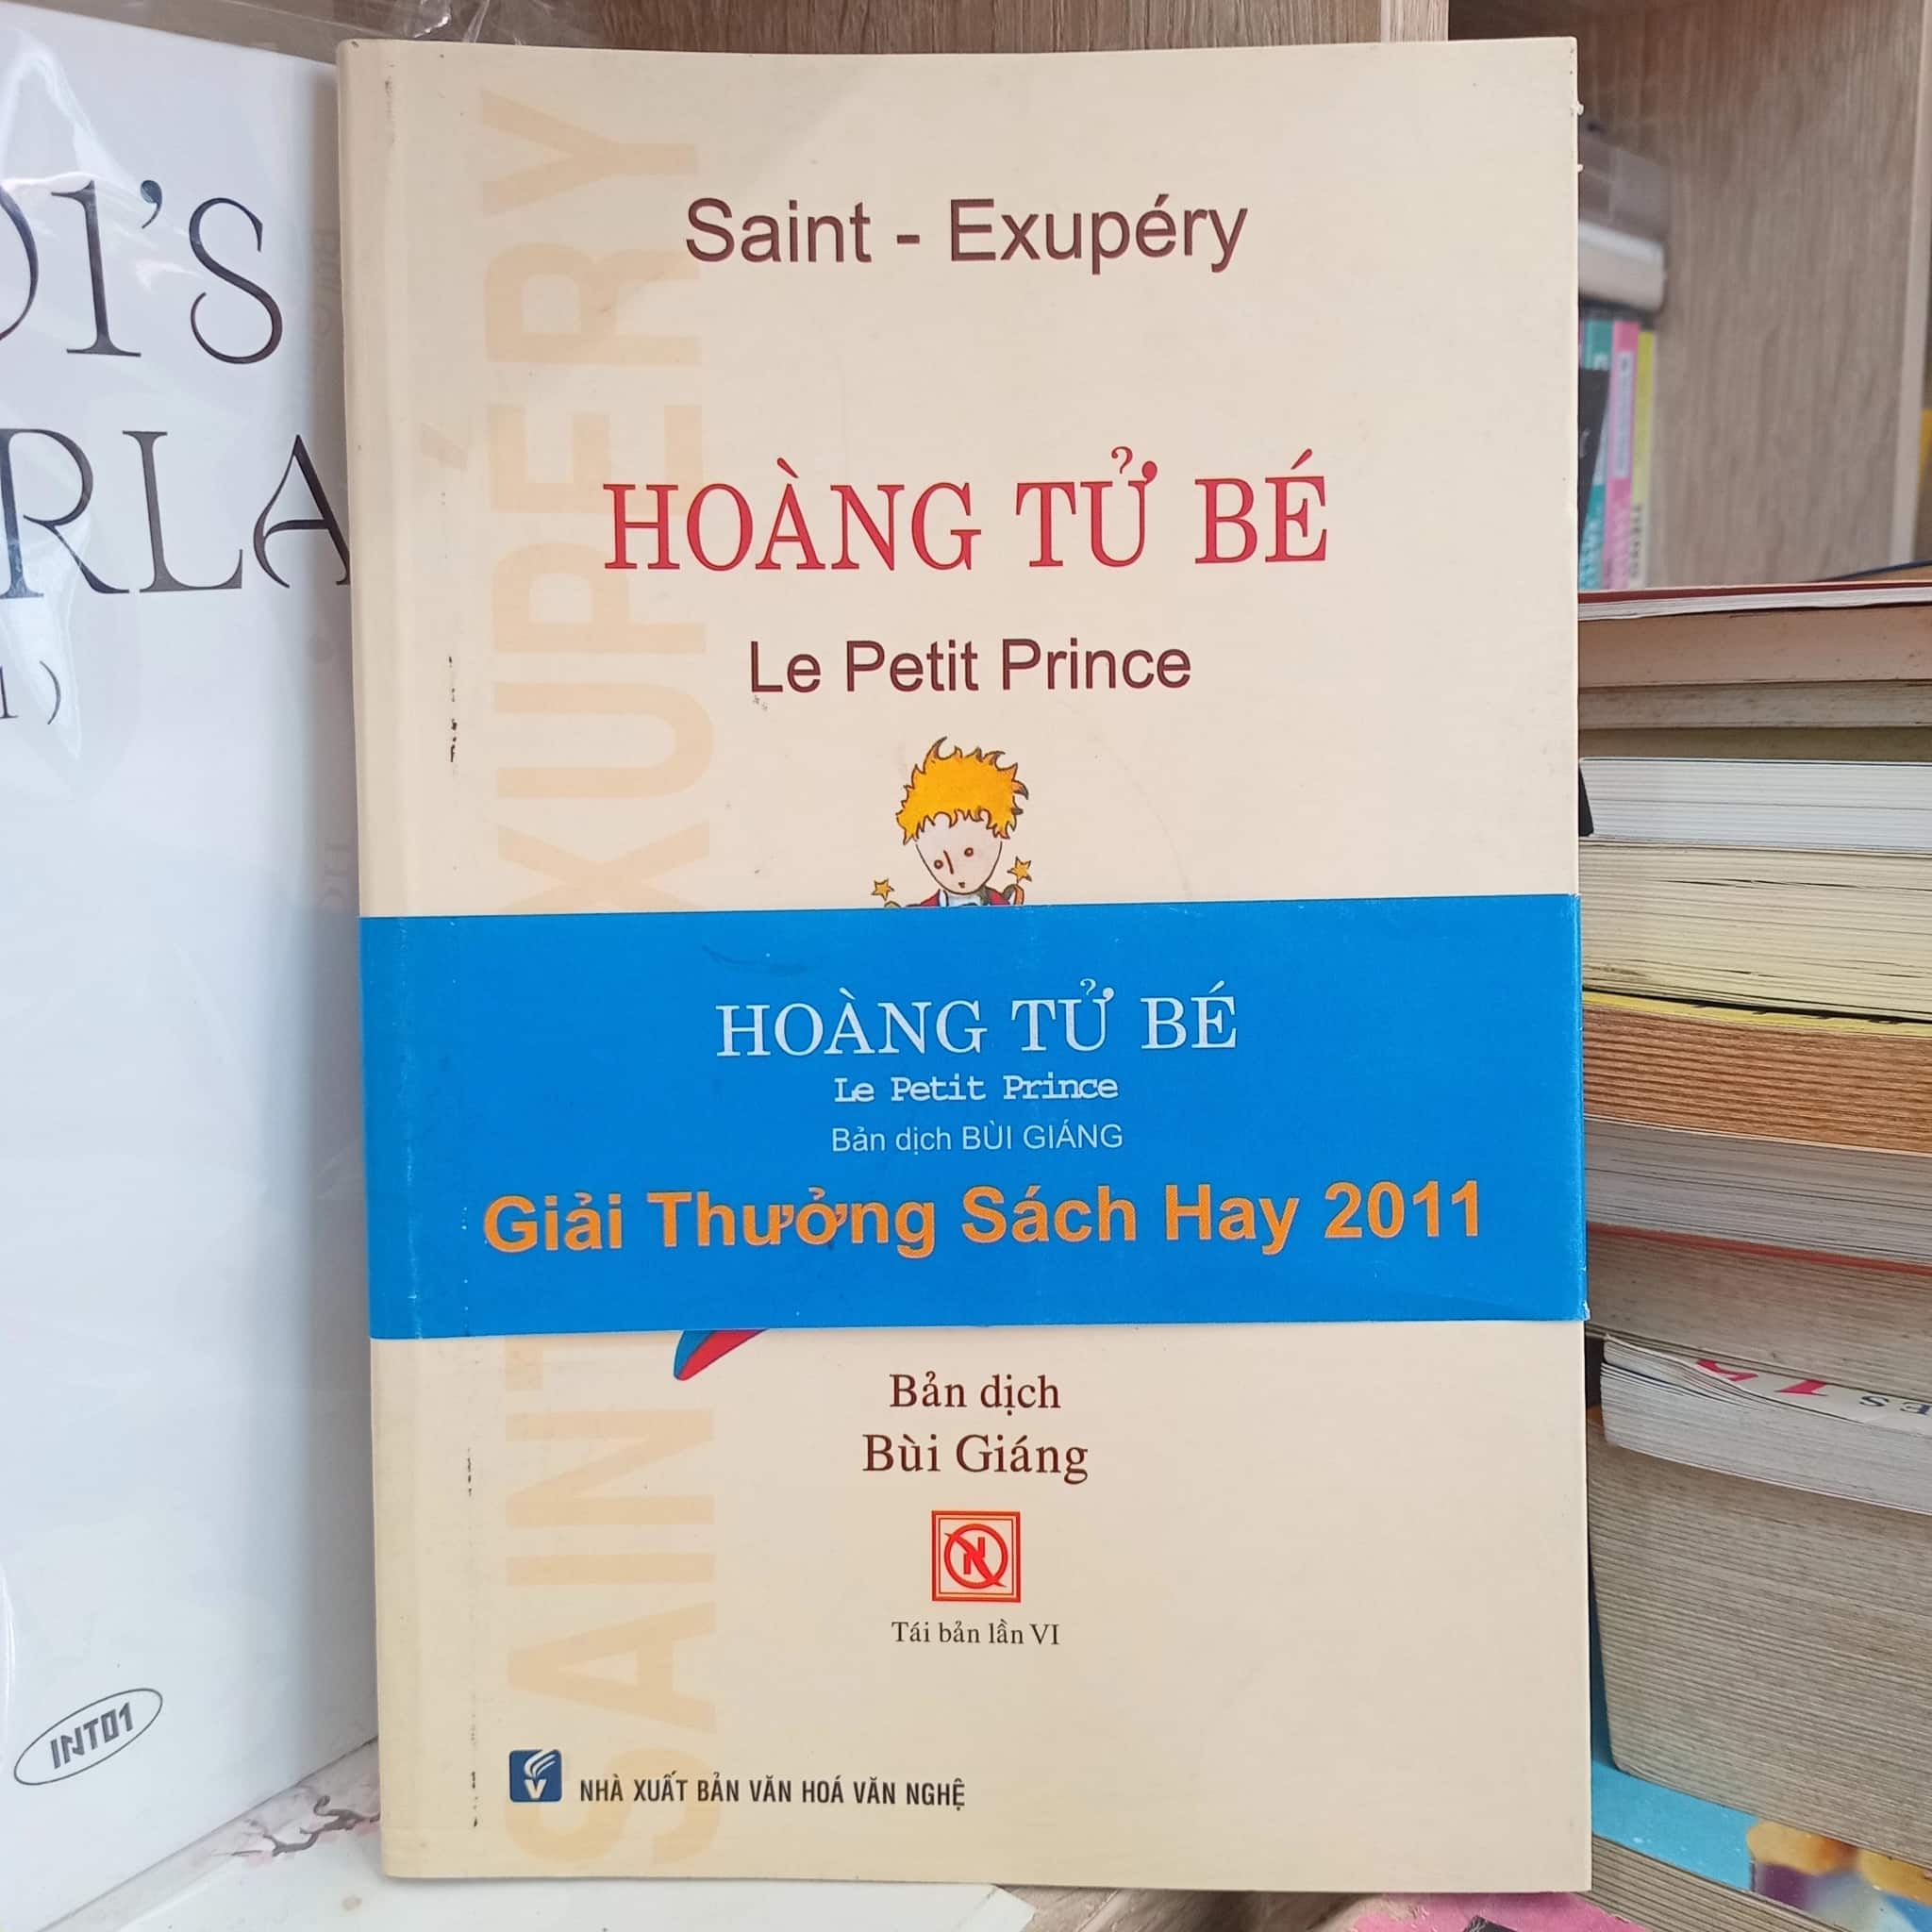 Saint - Exupéry
HOÀNG TỬ BÉ
Le Petit Prince
HOÀNG TỬ BÉ
Le Petit Prince
Bản dịch BÙI GIÁNG
Giải Thưởng Sách Hay 2011
Bản dịch
Bùi Giáng
N
Tái bản lần VI
V
NHÀ XUẤT BẢN VĂN HOÁ VĂN NGHỆ
INT01